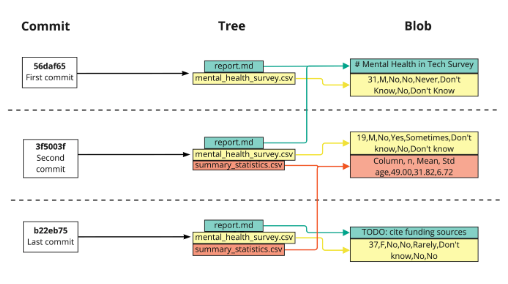 Commit
Tree
Blob
56daf65
First commit
report.md
mental_health_survey.csv
# Mental Health in Tech Survey
31,M,No,No,Never,Don't
Know,No,Don't Know
3f5003f
Second
commit
report.md
mental_health_survey.csv
summary_statistics.csv
19,M,No,Yes,Sometimes,Don't
know,No,Don't know
Column, n, Mean, Std
age,49.00,31.82,6.72
b22eb75
Last commit
report.md
mental_health_survey.csv
summary_statistics.csv
TODO: cite funding sources
37,F,No,No,Rarely,Don't
know,No,No